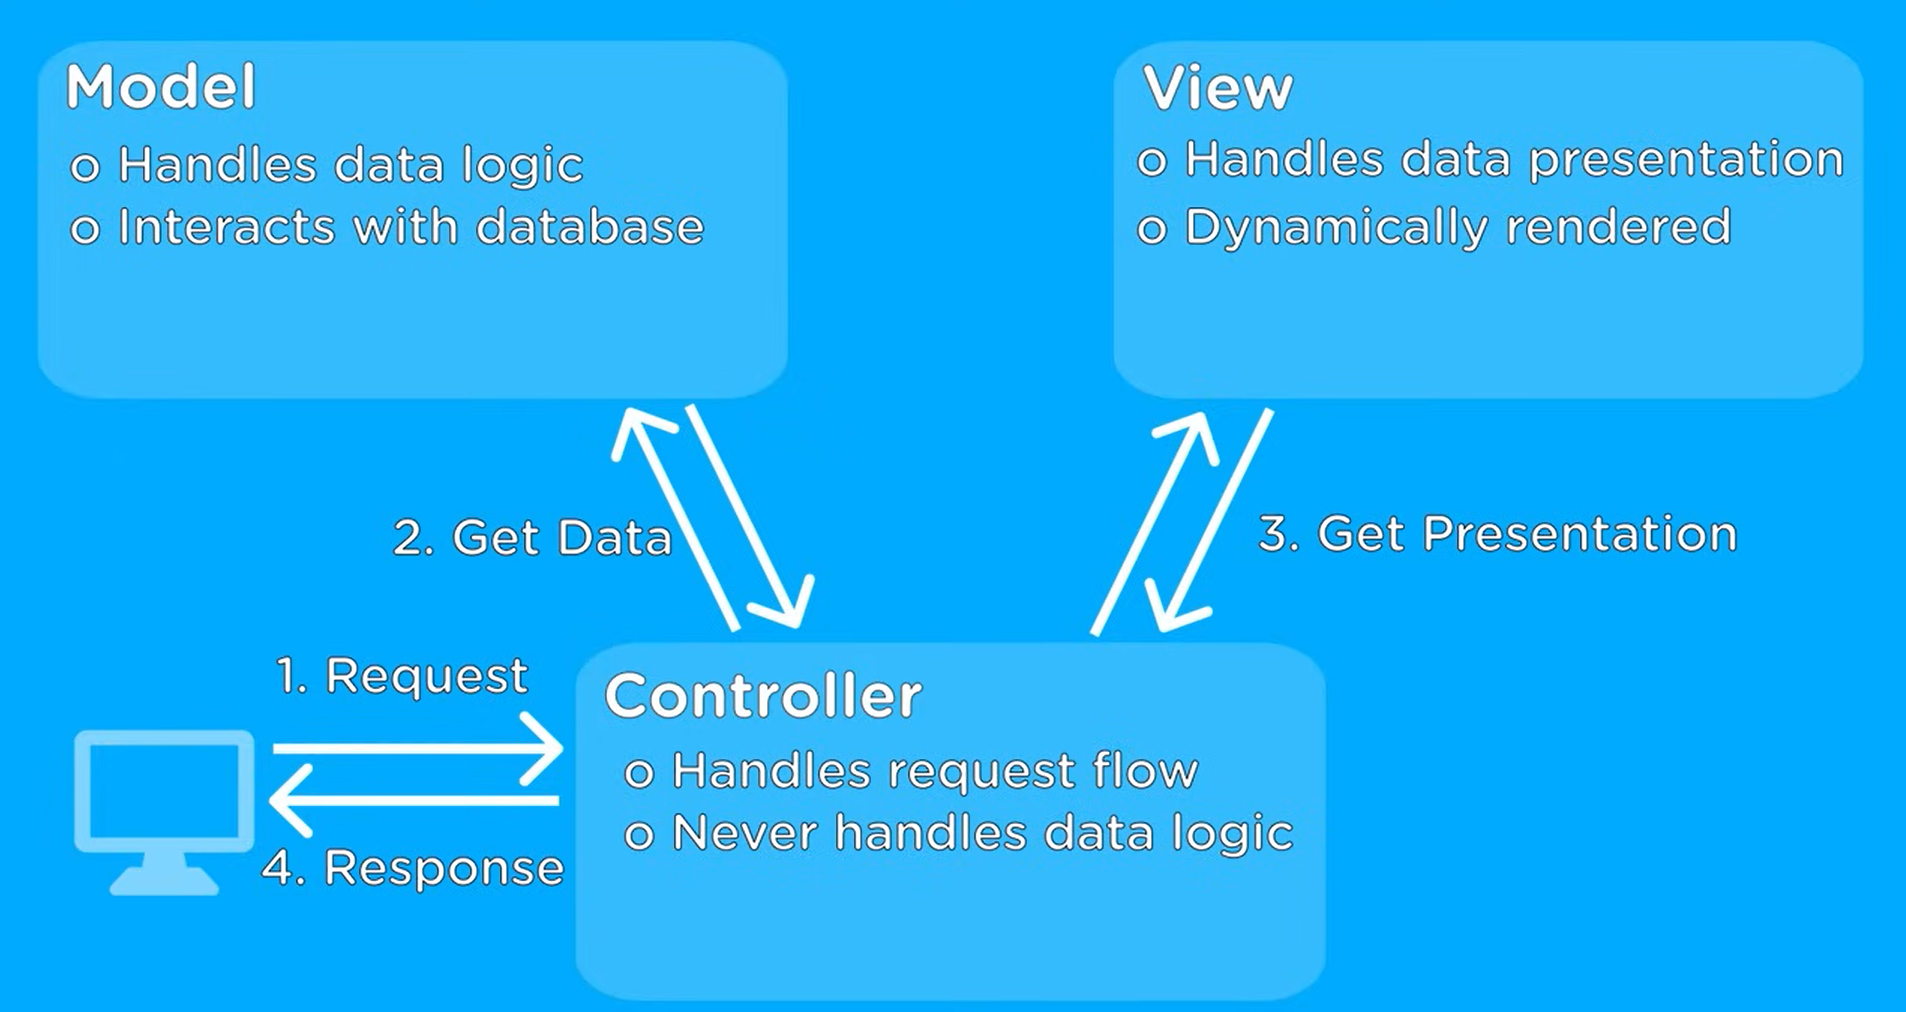 Model
o Handles data logic
o Interacts with database
View
o Handles data presentation
o Dynamically rendered
2. Get Data
3. Get Presentation
1. Request
4. Response
Controller
o Handles request flow
o Never handles data logic